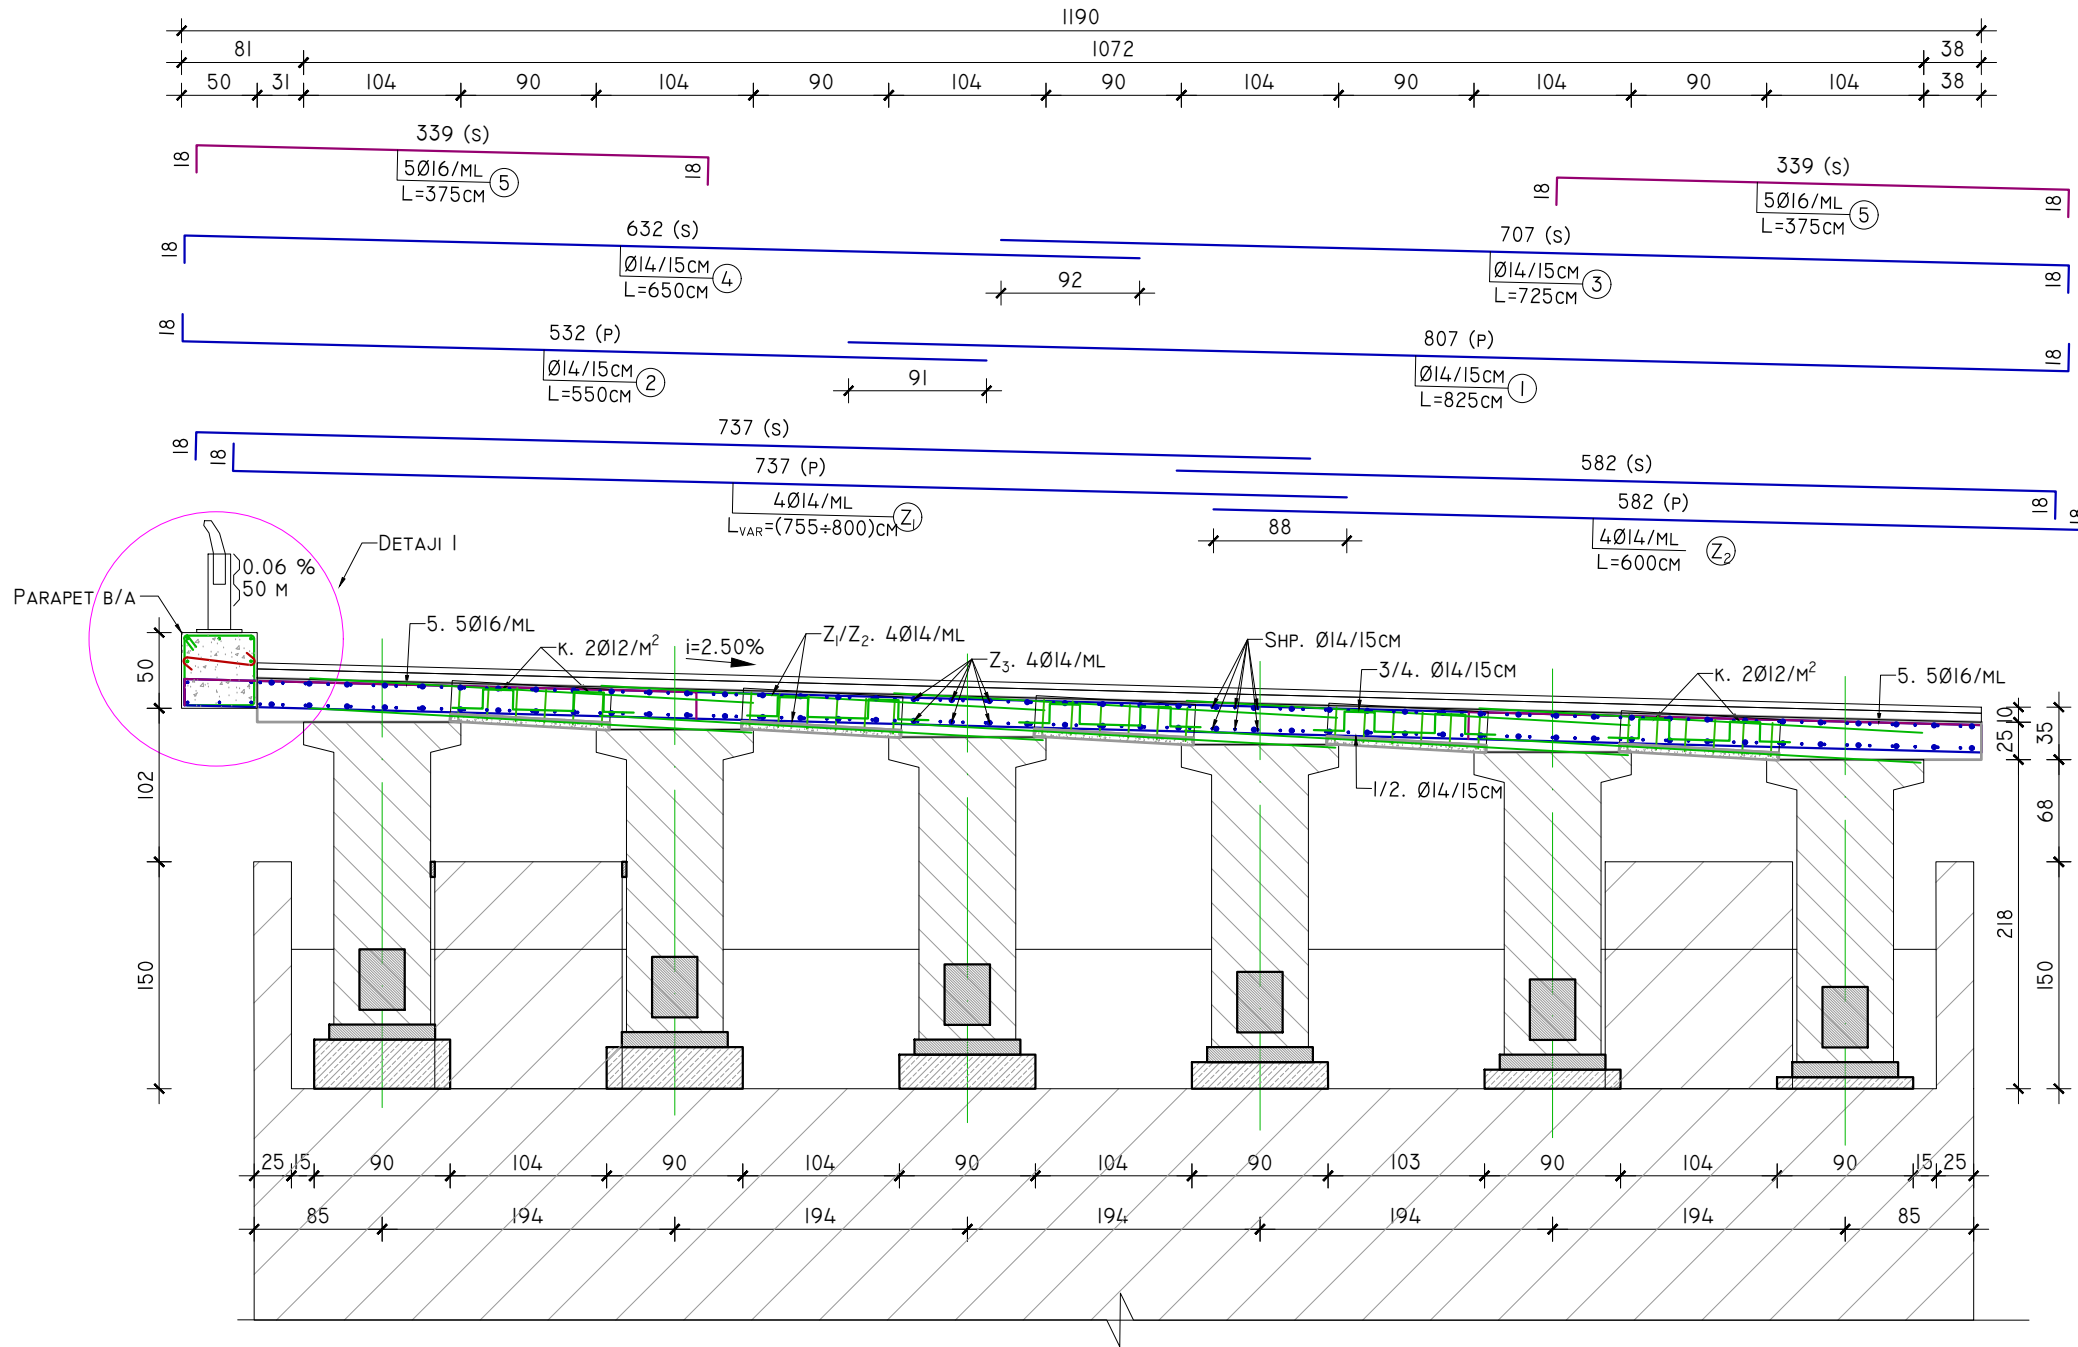 1190
81 1072 38
50 31 104 90 104 90 104 90 104 90 104 90 104 38
339 (S)
18 18
5Ø16/ML 5
L=375CM
339 (S)
18 18
5Ø16/ML 5
L=375CM
632 (S)
18
Ø14/15CM 4
L=650CM
92
707 (S)
18
Ø14/15CM 3
L=725CM
532 (P)
18
Ø14/15CM 2
L=550CM
91
807 (P)
18
Ø14/15CM 1
L=825CM
737 (S)
18
18
737 (P)
4Ø14/ML Z1
LVAR=(755÷800)CM
582 (S)
18
582 (P)
18
88
4Ø14/ML Z2
L=600CM
DETAJI 1
0.06 %
50 M
PARAPET B/A
5. 5Ø16/ML
K. 2Ø12/M²
i=2.50%
Z1/Z2. 4Ø14/ML
Z3. 4Ø14/ML
SHP. Ø14/15CM
3/4. Ø14/15CM
K. 2Ø12/M²
5. 5Ø16/ML
1/2. Ø14/15CM
50
102
150
10
25
35
68
218
150
25 15 90 104 90 104 90 104 90 103 90 104 90 15 25
85 194 194 194 194 194 85